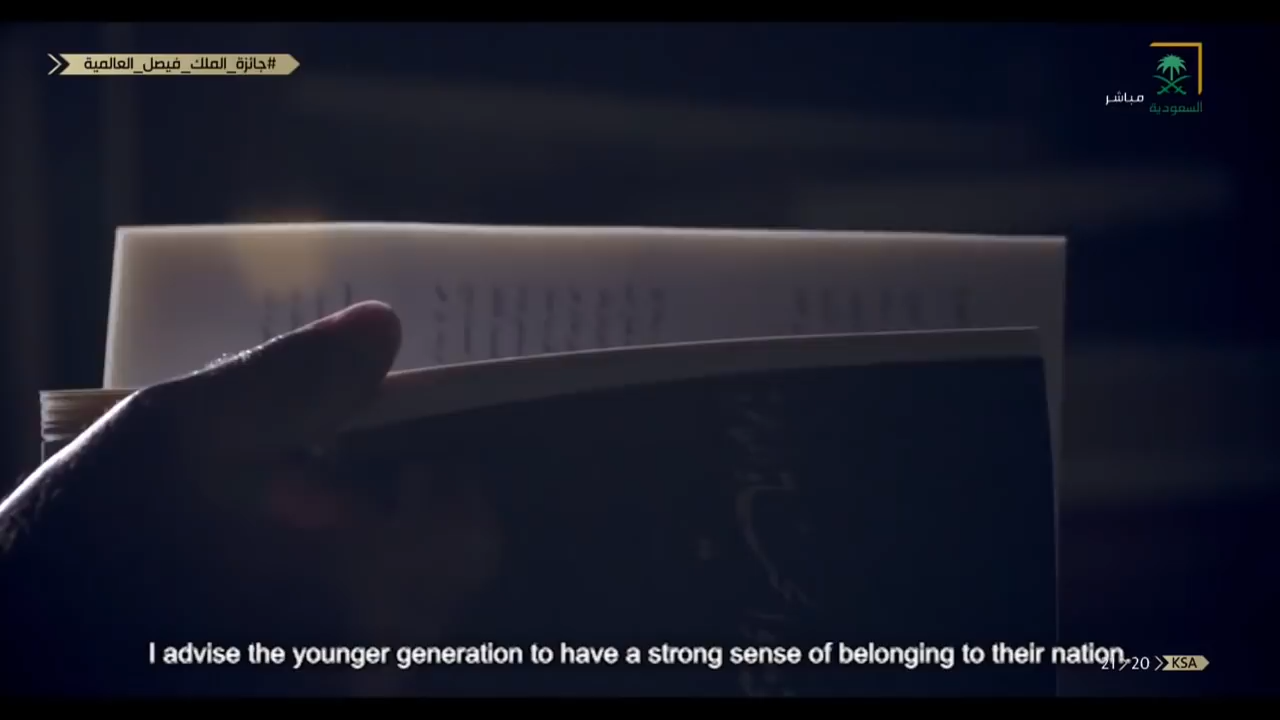 #جائزة_الملك_فيصل_العالمية
السعودية
مباشر
I advise the younger generation to have a strong sense of belonging to their nation.
21:20
KSA